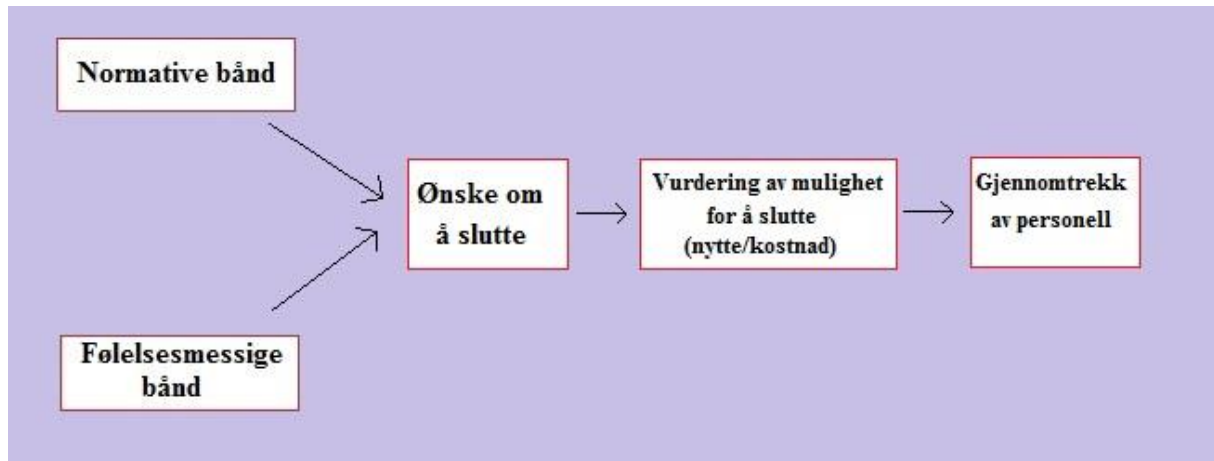 Normative bånd
Følelsesmessige
bånd
Ønske om
å slutte
Vurdering av mulighet
for å slutte
(nytte/kostnad)
Gjennomtrekk
av personell